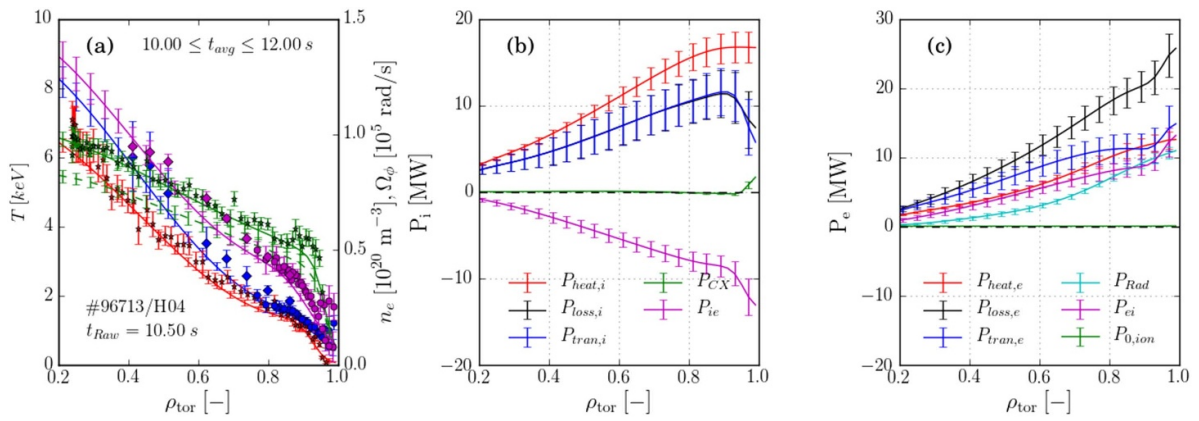 (a) 10.00 ≤ t_avg ≤ 12.00 s
#96713/H04
t_Raw = 10.50 s
T [keV]
0
2
4
6
8
10
0.2 0.4 0.6 0.8 1.0
ρ_tor [−]
0.0
0.5
1.0
1.5
n_e [10^20 m^−3], Ω_ϕ [10^5 rad/s]
(b)
P_i [MW]
20
10
0
−10
−20
P_heat,i P_CX
P_loss,i P_ie
P_tran,i
0.2 0.4 0.6 0.8 1.0
ρ_tor [−]
(c)
P_e [MW]
30
20
10
0
−10
−20
P_heat,e P_Rad
P_loss,e P_ei
P_tran,e P_0,ion
0.2 0.4 0.6 0.8 1.0
ρ_tor [−]